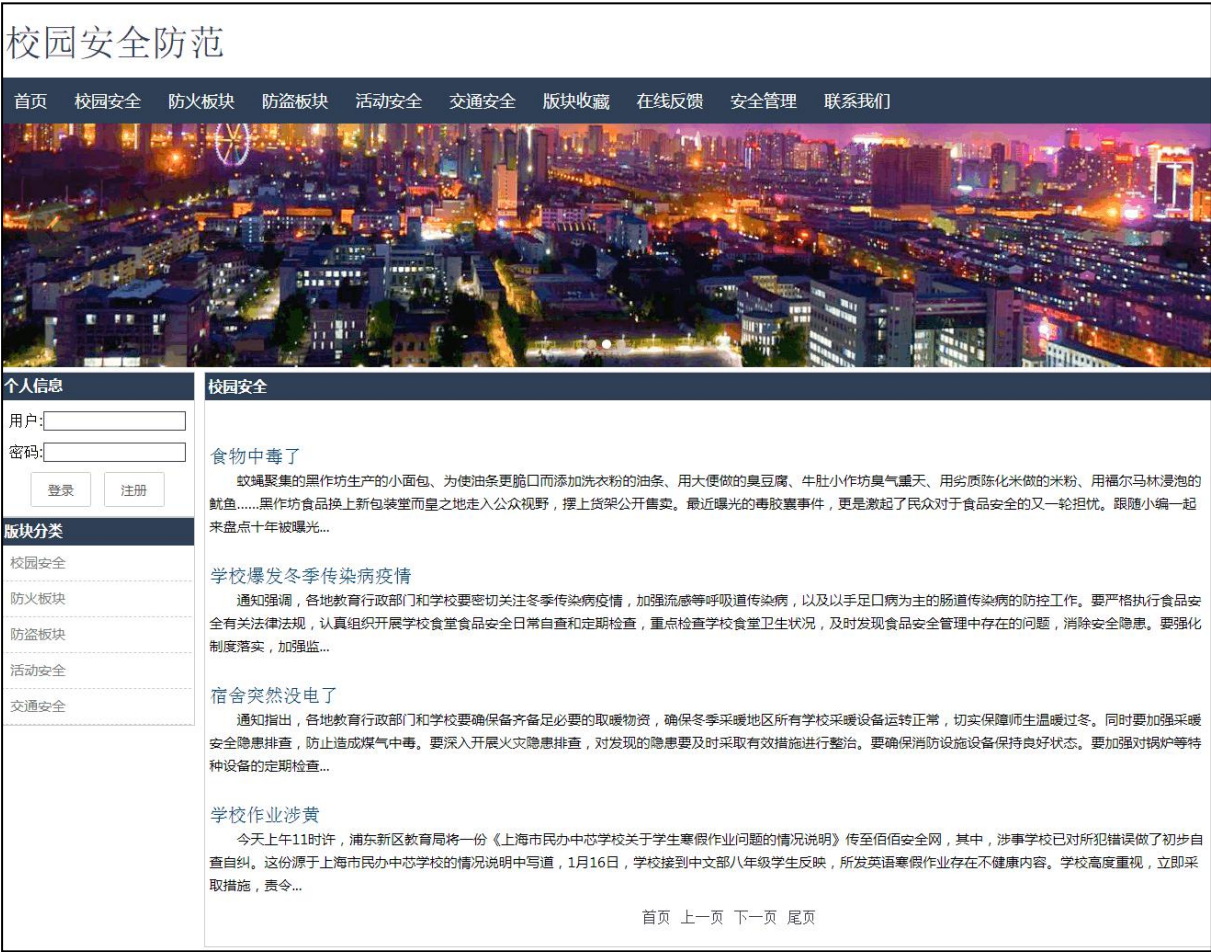 校园安全防范
首页 校园安全 防火板块 防盗板块 活动安全 交通安全 版块收藏 在线反馈 安全管理 联系我们
个人信息
用户:
密码:
登录 注册
版块分类
校园安全
防火板块
防盗板块
活动安全
交通安全
校园安全
食物中毒了
蚊蝇聚集的黑作坊生产的小面包、为使油条更脆口而添加洗衣粉的油条、用大便做的臭豆腐、牛肚小作坊臭气熏天、用劣质陈化米做的米粉、用福尔马林浸泡的
鱿鱼......黑作坊食品换上新包装堂而皇之地走入公众视野，摆上货架公开售卖。最近曝光的毒胶囊事件，更是激起了民众对于食品安全的又一轮担忧。跟随小编一起
来盘点十年被曝光...
学校爆发冬季传染病疫情
通知强调，各地教育行政部门和学校要密切关注冬季传染病疫情，加强流感等呼吸道传染病，以及以手足口病为主的肠道传染病的防控工作。要严格执行食品安
全有关法律法规，认真组织开展学校食堂食品安全日常自查和定期检查，重点检查学校食堂卫生状况，及时发现食品安全管理中存在的问题，消除安全隐患。要强化
制度落实，加强监...
宿舍突然没电了
通知指出，各地教育行政部门和学校要确保备齐备足必要的取暖物资，确保冬季采暖地区所有学校采暖设备运转正常，切实保障师生温暖过冬。同时要加强采暖
安全隐患排查，防止造成煤气中毒。要深入开展火灾隐患排查，对发现的隐患要及时采取有效措施进行整治。要确保消防设施设备保持良好状态。要加强对锅炉等特
种设备的定期检查...
学校作业涉黄
今天上午11时许，浦东新区教育局将一份《上海市民办中芯学校关于学生寒假作业问题的情况说明》传至佰佰安全网，其中，涉事学校已对所犯错误做了初步自
查自纠。这份源于上海市民办中芯学校的情况说明中写道，1月16日，学校接到中文部八年级学生反映，所发英语寒假作业存在不健康内容。学校高度重视，立即采
取措施，责令...
首页 上一页 下一页 尾页